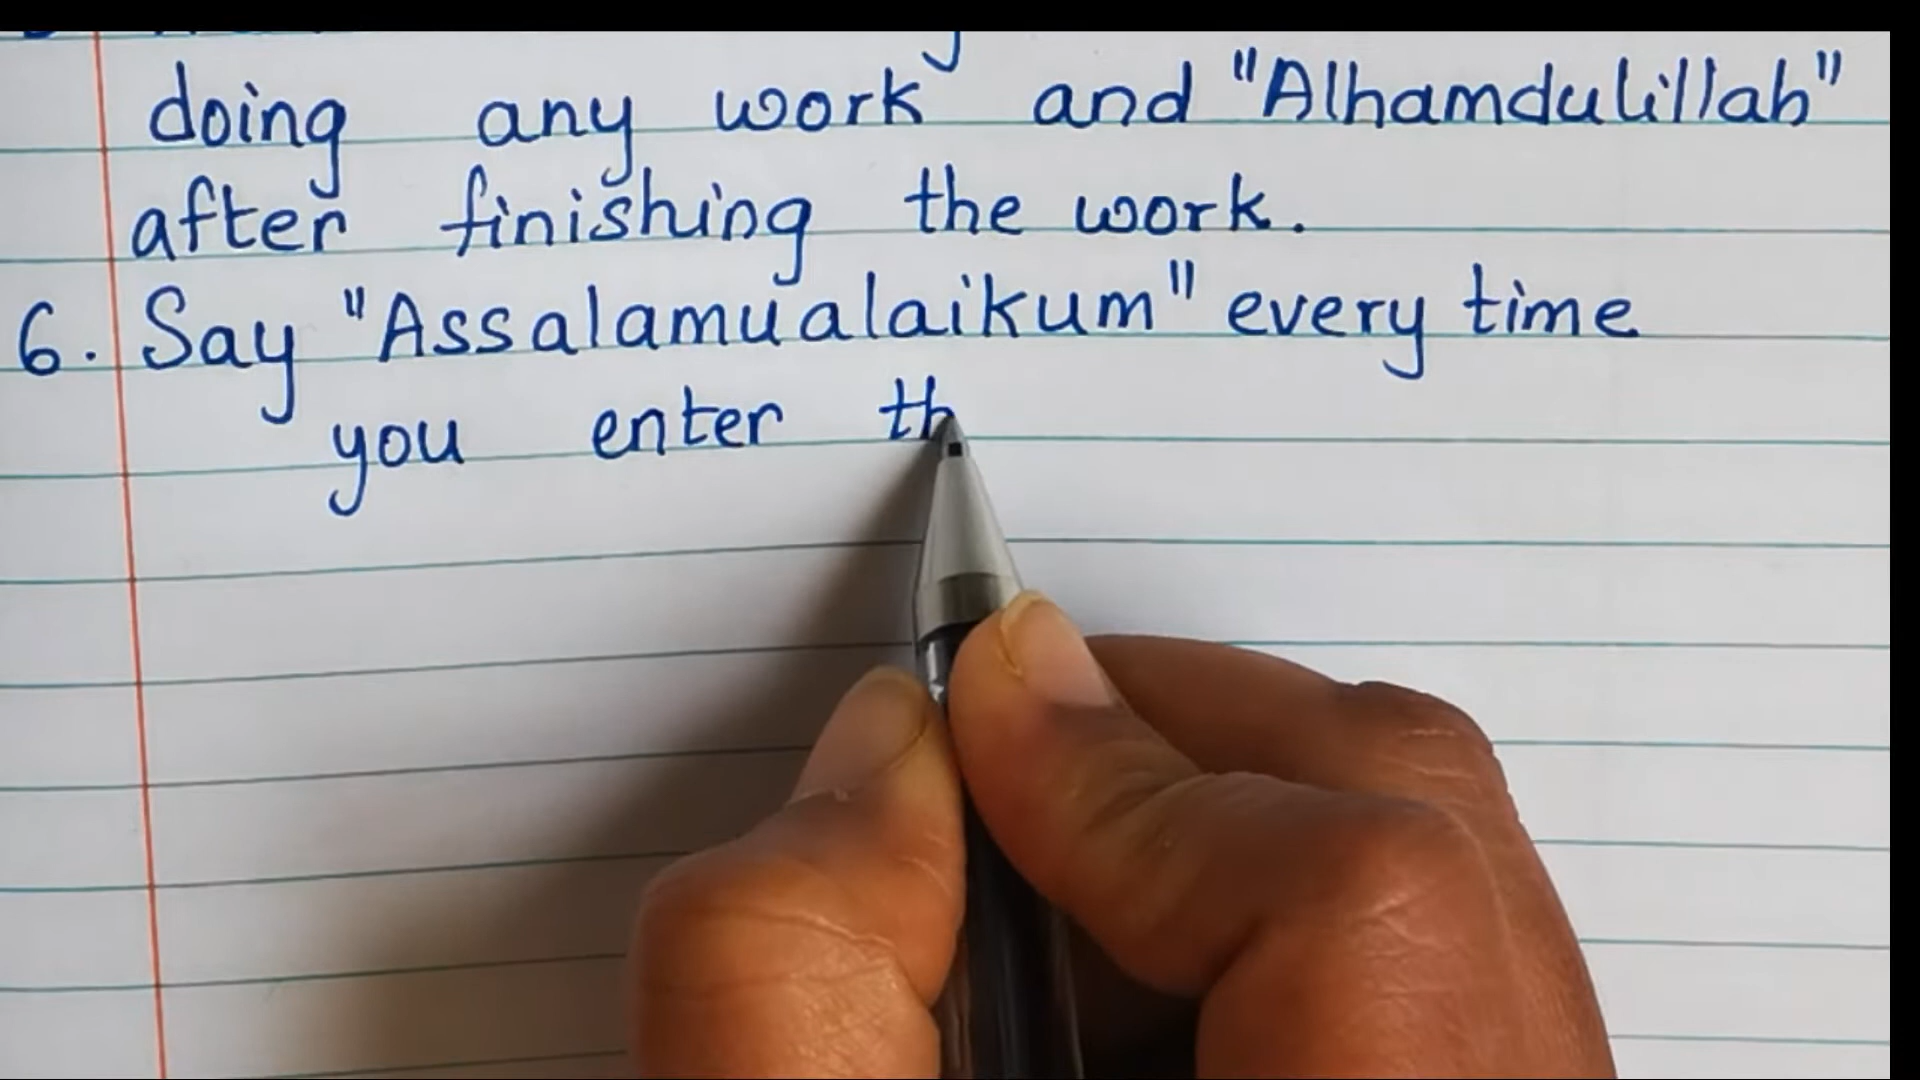 doing any work and "Alhamdulillah"
after finishing the work.
6. Say "Assalamualaikum" every time
you enter th